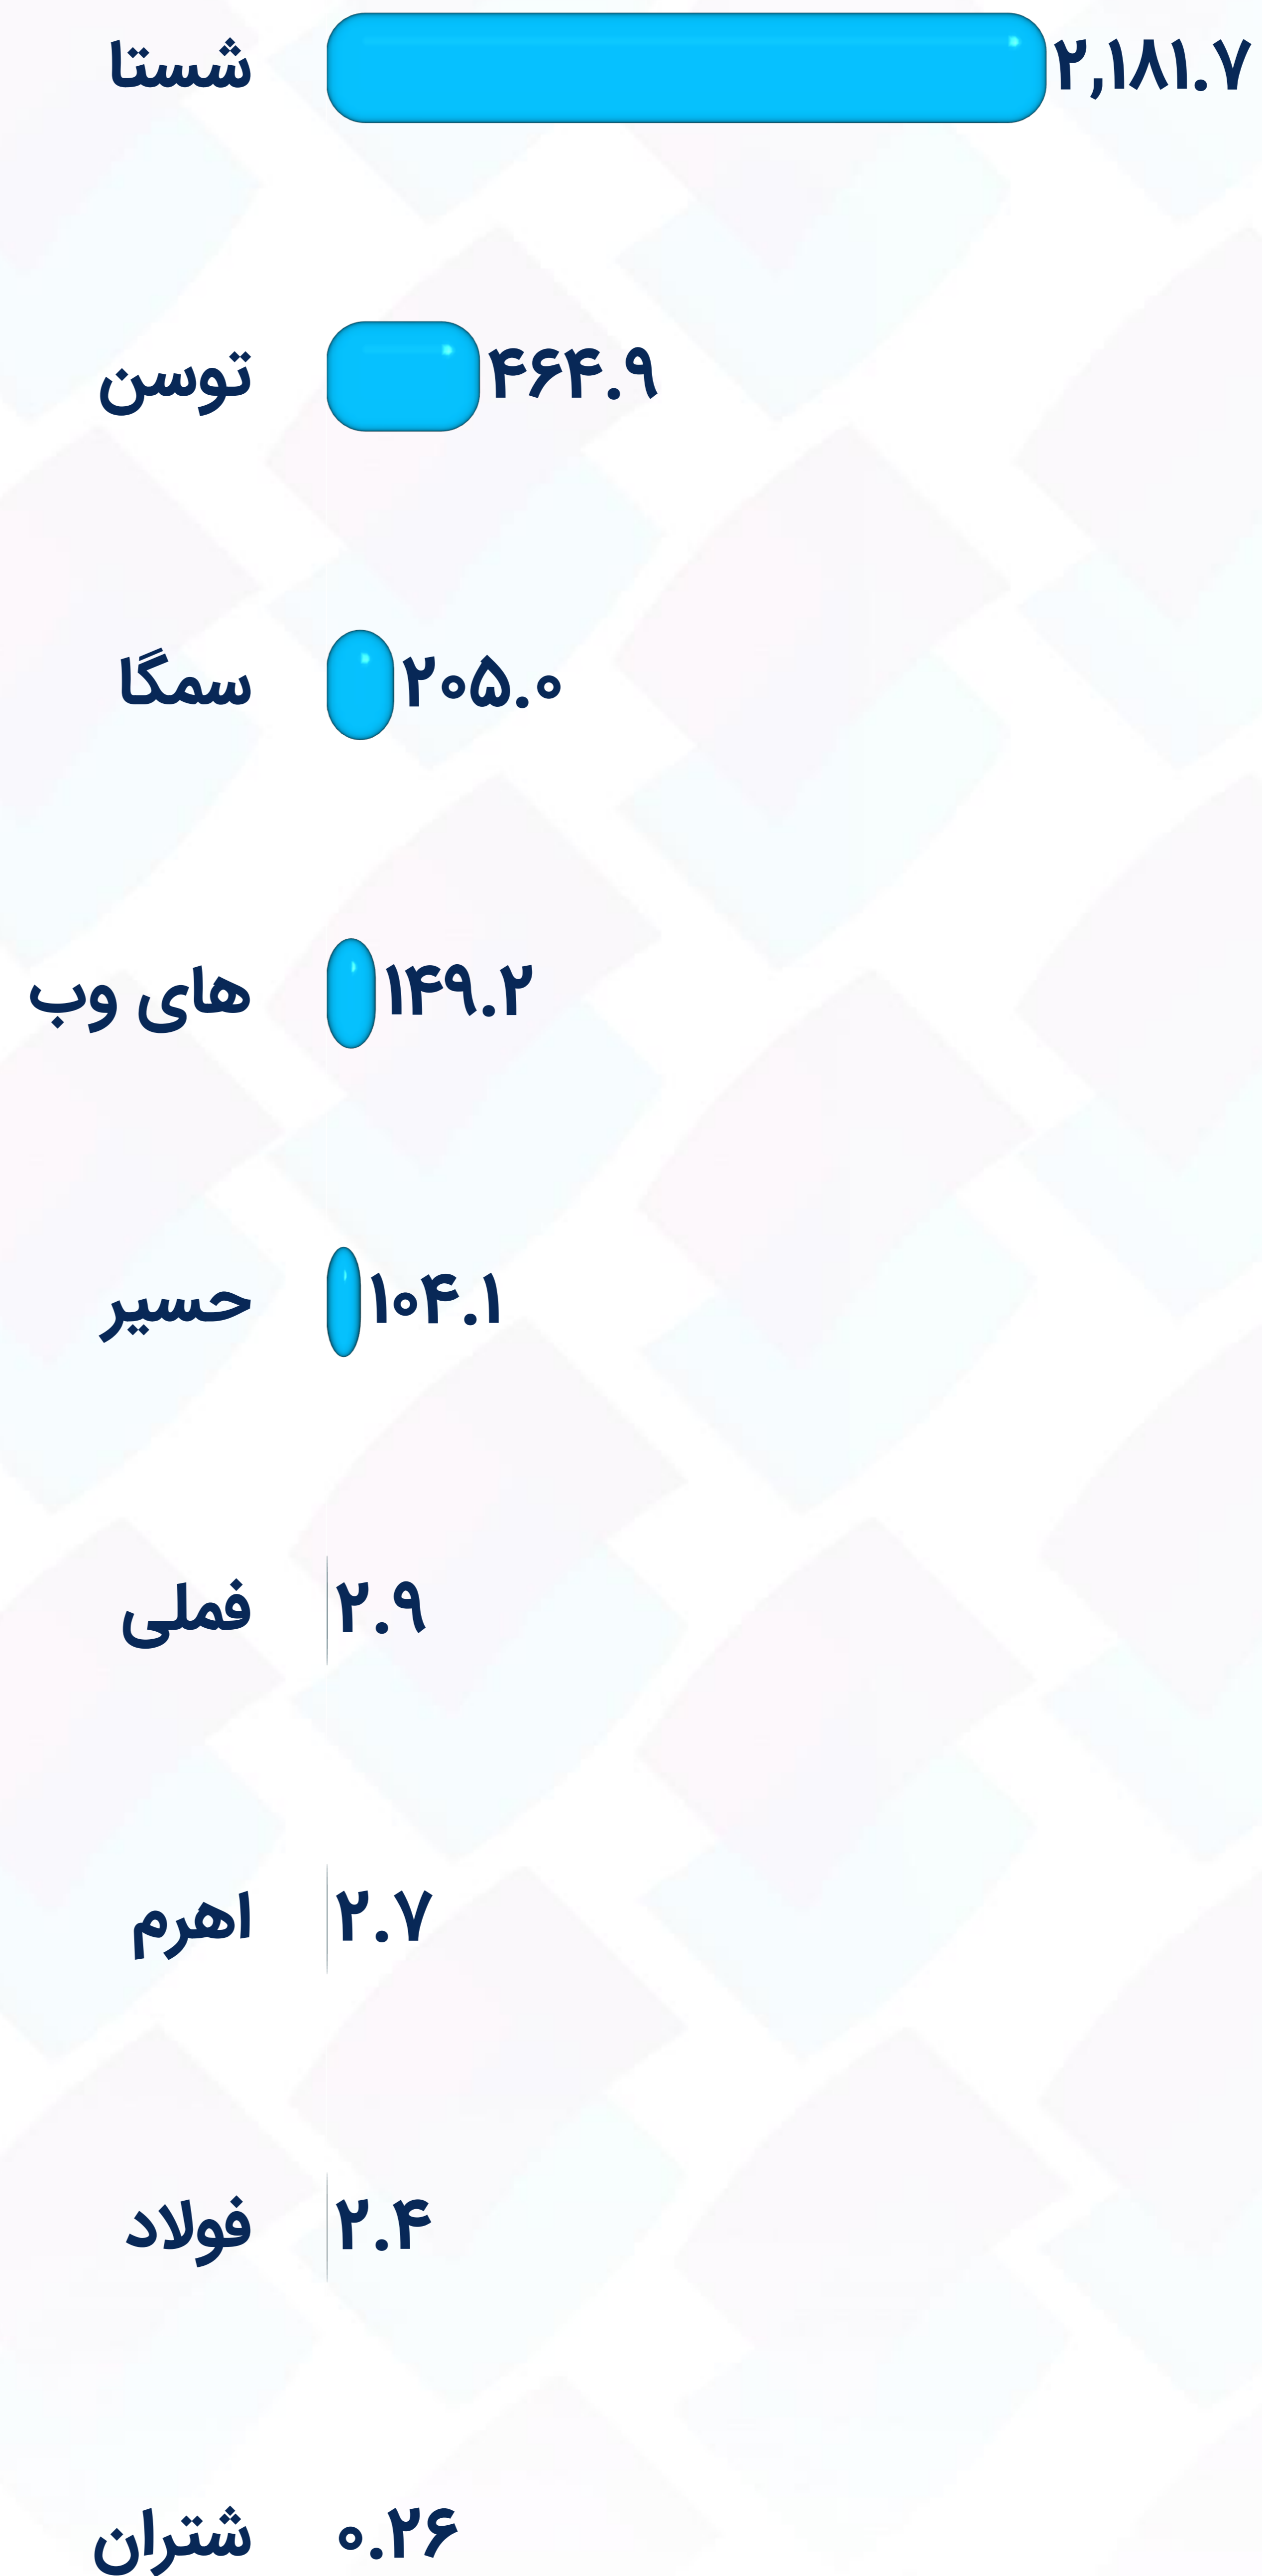 شستا ۲,۱۸۱.۷
توسن ۴۶۴.۹
سمگا ۲۰۵.۰
های وب ۱۴۹.۲
حسیر ۱۰۴.۱
فملی ۲.۹
اهرم ۲.۷
فولاد ۲.۴
شتران ۰.۲۶